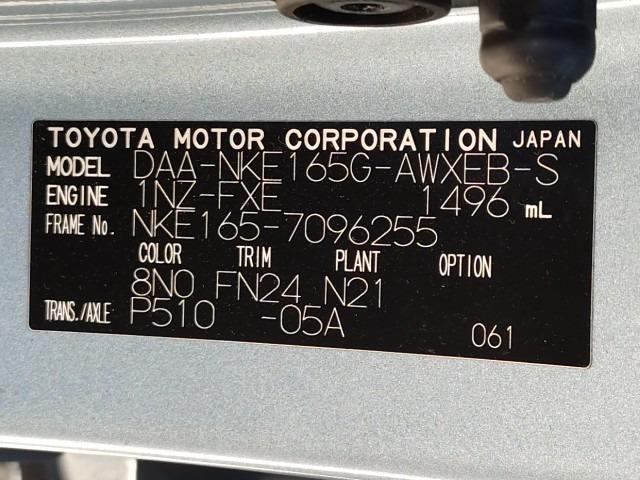 TOYOTA MOTOR CORPORATION JAPAN
MODEL DAA-NKE165G-AWXEB-S
ENGINE 1NZ-FXE 1496 mL
FRAME No. NKE165-7096255
COLOR TRIM PLANT OPTION
8N0 FN24 N21
TRANS./AXLE P510 -05A
061